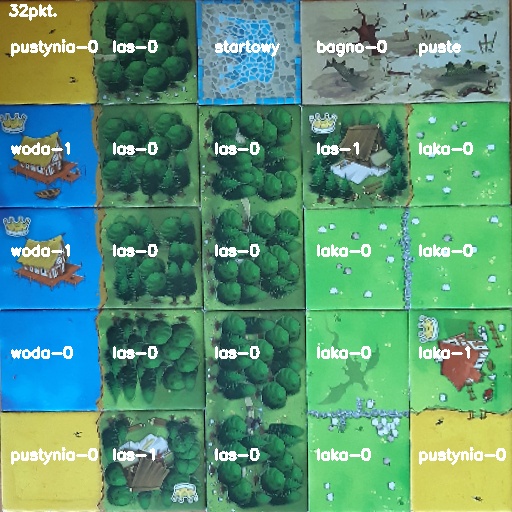 32pkt.
pustynia-0 las-0 startowy bagno-0 puste
woda-1 las-0 las-0 las-1 laka-0
woda-1 las-0 las-0 laka-0 laka-0
woda-0 las-0 las-0 laka-0 laka-1
pustynia-0 las-1 las-0 laka-0 pustynia-0